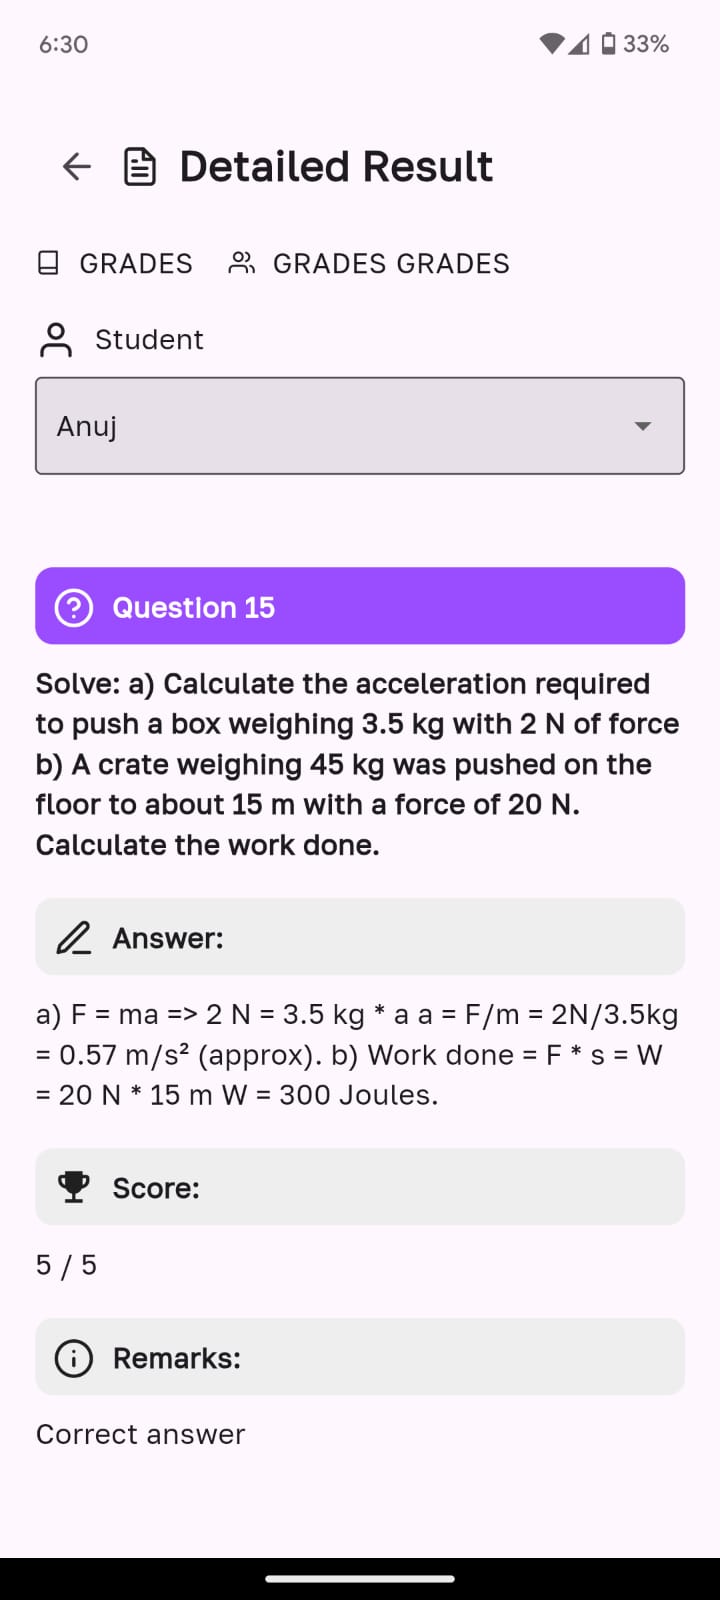 6:30
33%
Detailed Result
GRADES GRADES GRADES
Student
Anuj
Question 15
Solve: a) Calculate the acceleration required
to push a box weighing 3.5 kg with 2 N of force
b) A crate weighing 45 kg was pushed on the
floor to about 15 m with a force of 20 N.
Calculate the work done.
Answer:
a) F = ma => 2 N = 3.5 kg * a a = F/m = 2N/3.5kg
= 0.57 m/s² (approx). b) Work done = F * s = W
= 20 N * 15 m W = 300 Joules.
Score:
5 / 5
Remarks:
Correct answer